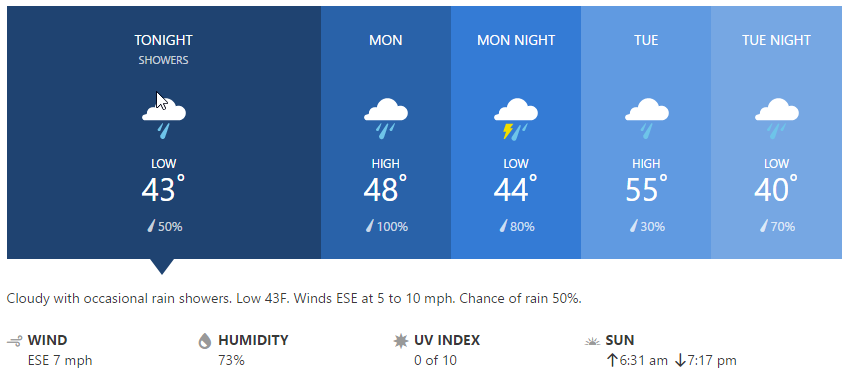 TONIGHT
SHOWERS
LOW
43°
50%
MON
HIGH
48°
100%
MON NIGHT
LOW
44°
80%
TUE
HIGH
55°
30%
TUE NIGHT
LOW
40°
70%
Cloudy with occasional rain showers. Low 43F. Winds ESE at 5 to 10 mph. Chance of rain 50%.
WIND
ESE 7 mph
HUMIDITY
73%
UV INDEX
0 of 10
SUN
↑6:31 am ↓7:17 pm